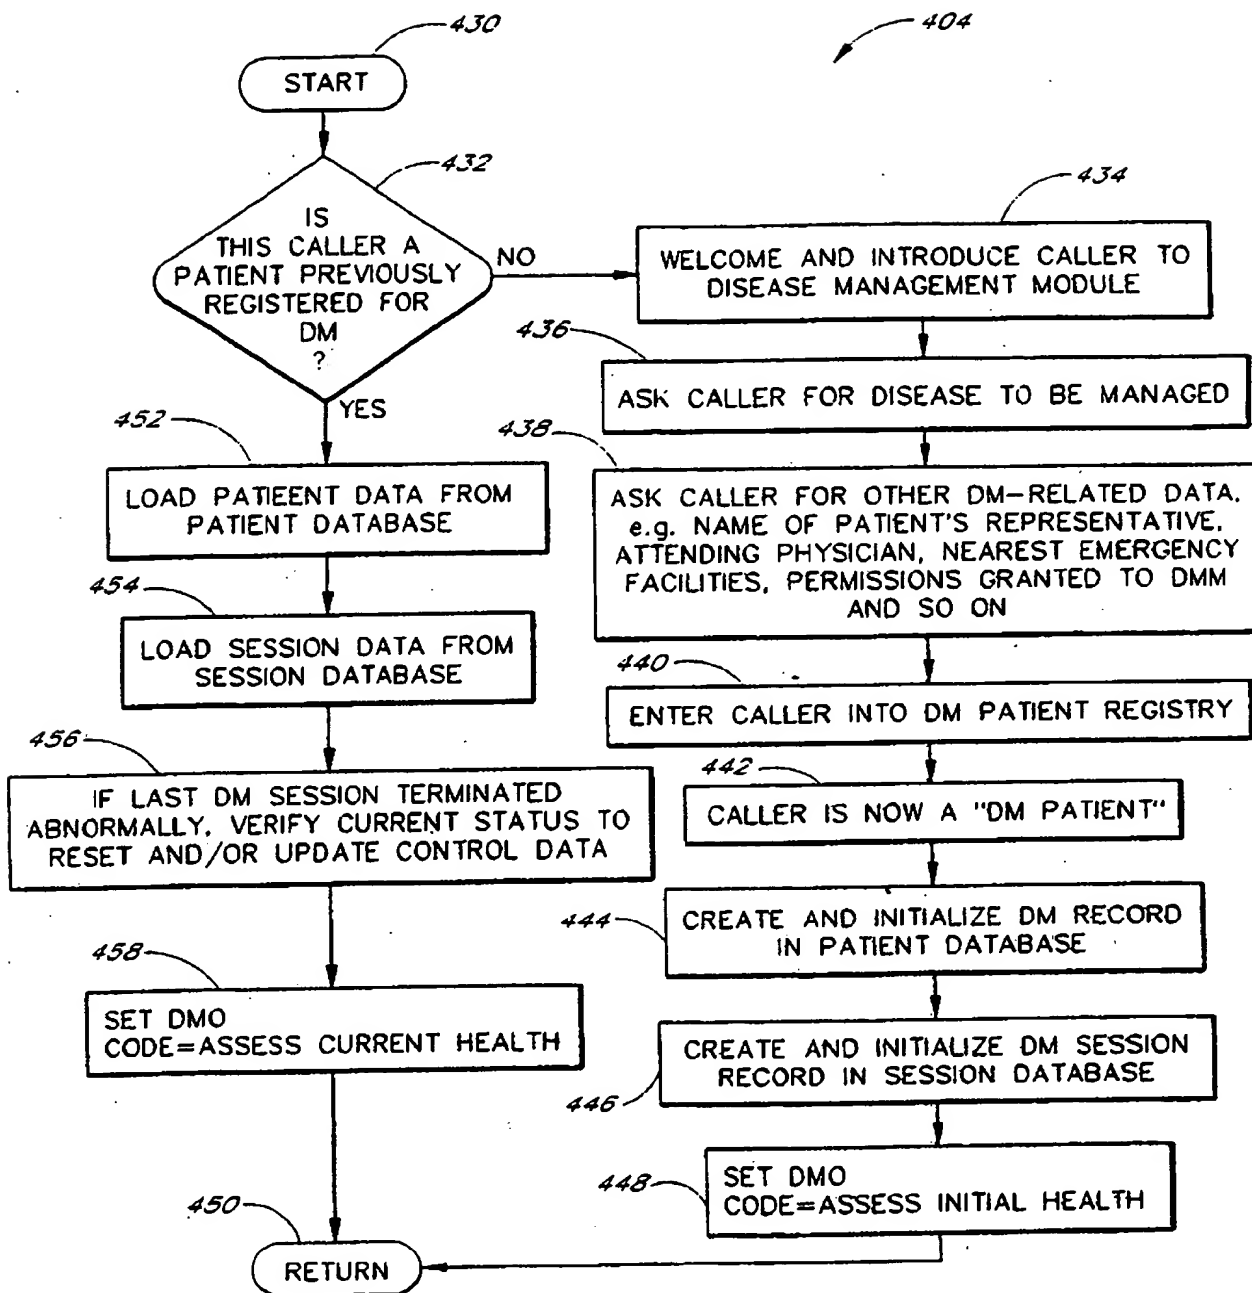 430
404
START
432
IS
THIS CALLER A
PATIENT PREVIOUSLY
REGISTERED FOR
DM
?
NO
YES
434
WELCOME AND INTRODUCE CALLER TO
DISEASE MANAGEMENT MODULE
436
ASK CALLER FOR DISEASE TO BE MANAGED
438
ASK CALLER FOR OTHER DM-RELATED DATA.
e.g. NAME OF PATIENT'S REPRESENTATIVE.
ATTENDING PHYSICIAN, NEAREST EMERGENCY
FACILITIES, PERMISSIONS GRANTED TO DMM
AND SO ON
440
ENTER CALLER INTO DM PATIENT REGISTRY
442
CALLER IS NOW A "DM PATIENT"
444
CREATE AND INITIALIZE DM RECORD
IN PATIENT DATABASE
446
CREATE AND INITIALIZE DM SESSION
RECORD IN SESSION DATABASE
448
SET DMO
CODE=ASSESS INITIAL HEALTH
452
LOAD PATIEENT DATA FROM
PATIENT DATABASE
454
LOAD SESSION DATA FROM
SESSION DATABASE
456
IF LAST DM SESSION TERMINATED
ABNORMALLY. VERIFY CURRENT STATUS TO
RESET AND/OR UPDATE CONTROL DATA
458
SET DMO
CODE=ASSESS CURRENT HEALTH
450
RETURN